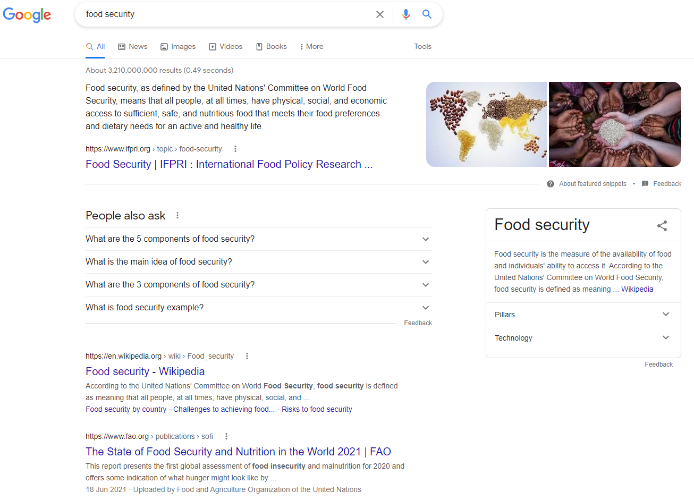 Google
food security
All
News
Images
Videos
Books
More
Tools
About 3,210,000,000 results (0.49 seconds)
Food security, as defined by the United Nations' Committee on World Food
Security, means that all people, at all times, have physical, social, and economic
access to sufficient, safe, and nutritious food that meets their food preferences
and dietary needs for an active and healthy life.
https://www.ifpri.org › topic › food-security
Food Security | IFPRI : International Food Policy Research ...
About featured snippets • Feedback
People also ask
What are the 5 components of food security?
What is the main idea of food security?
What are the 3 components of food security?
What is food security example?
Feedback
Food security
Food security is the measure of the availability of food
and individuals' ability to access it. According to the
United Nations' Committee on World Food Security,
food security is defined as meaning ... Wikipedia
Pillars
Technology
Feedback
https://en.wikipedia.org › wiki › Food_security
Food security - Wikipedia
According to the United Nations' Committee on World Food Security, food security is defined
as meaning that all people, at all times, have physical, social, and ...
Food security by country · Challenges to achieving food... · Risks to food security
https://www.fao.org › publications › sofi
The State of Food Security and Nutrition in the World 2021 | FAO
This report presents the first global assessment of food insecurity and malnutrition for 2020 and
offers some indication of what hunger might look like by ...
18 Jun 2021 · Uploaded by Food and Agriculture Organization of the United Nations